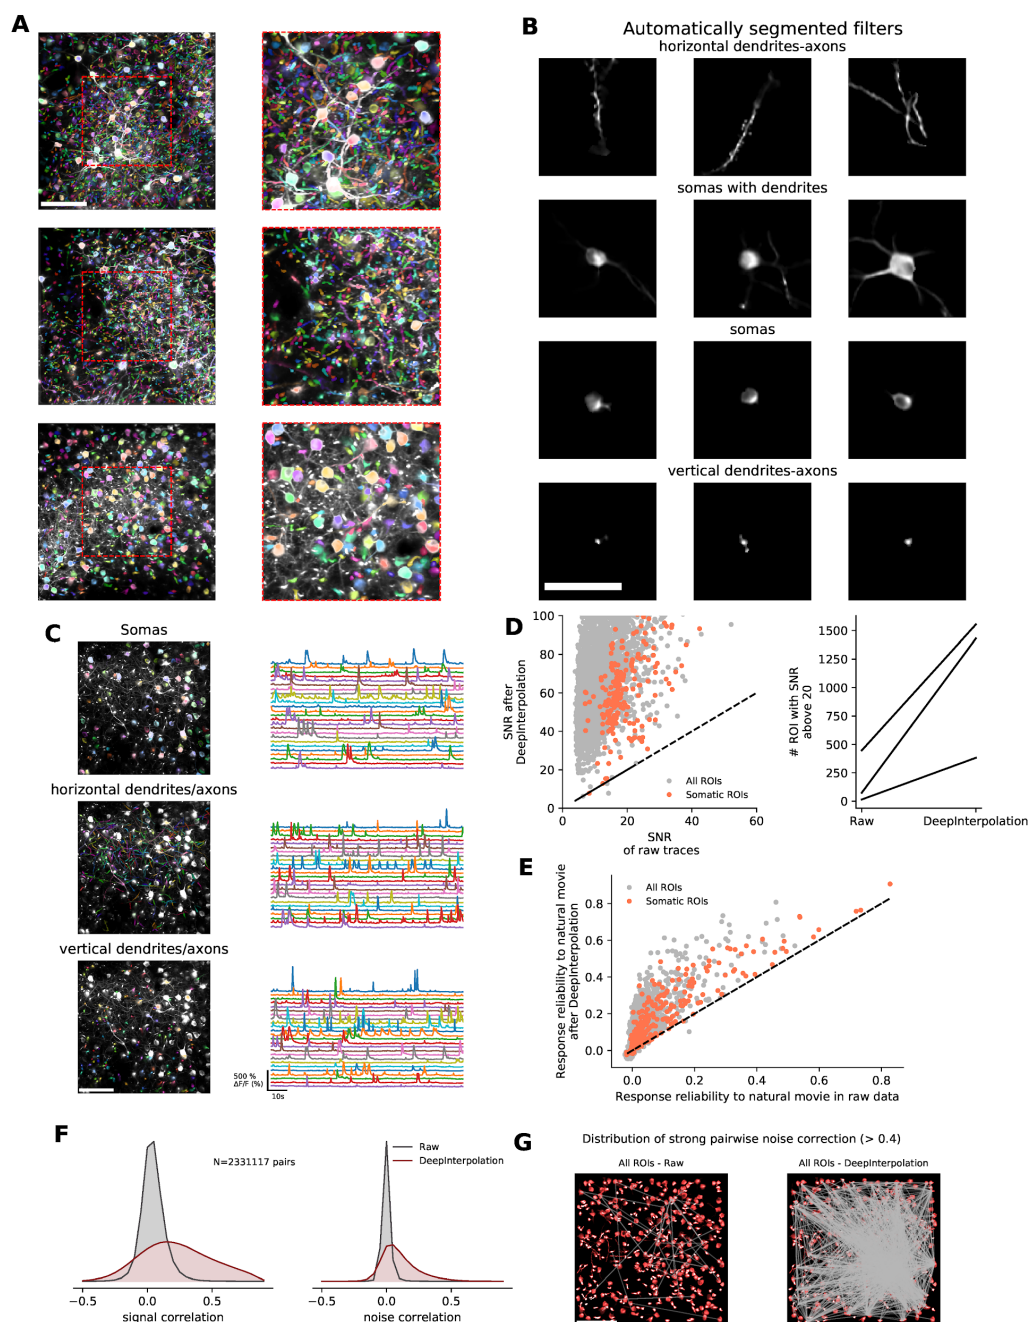 A
B
Automatically segmented filters
horizontal dendrites-axons
somas with dendrites
somas
vertical dendrites-axons
C
Somas
horizontal dendrites/axons
vertical dendrites/axons
500 %
ΔF/F (%)
10s
D
100
80
60
40
20
0
SNR after
DeepInterpolation
0
20
40
60
SNR
of raw traces
All ROIs
Somatic ROIs
1500
1250
1000
750
500
250
0
# ROI with SNR
above 20
Raw
DeepInterpolation
E
All ROIs
Somatic ROIs
0.8
0.6
0.4
0.2
0.0
Response reliability to natural movie
after DeepInterpolation
0.0
0.2
0.4
0.6
0.8
Response reliability to natural movie in raw data
F
N=2331117 pairs
Raw
DeepInterpolation
−0.5
0.0
0.5
signal correlation
−0.5
0.0
0.5
noise correlation
G
Distribution of strong pairwise noise correction (> 0.4)
All ROIs - Raw
All ROIs - DeepInterpolation